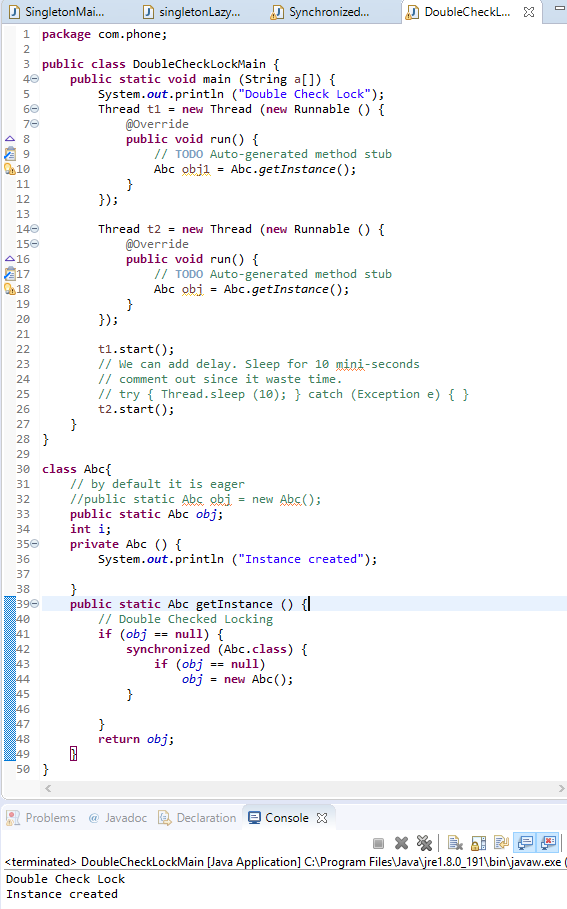 SingletonMai... singletonLazy... Synchronized... DoubleCheckL...
1 package com.phone;
2
3 public class DoubleCheckLockMain {
4 public static void main (String a[]) {
5 System.out.println ("Double Check Lock");
6 Thread t1 = new Thread (new Runnable () {
7 @Override
8 public void run() {
9 // TODO Auto-generated method stub
10 Abc obj1 = Abc.getInstance();
11 }
12 });
13
14 Thread t2 = new Thread (new Runnable () {
15 @Override
16 public void run() {
17 // TODO Auto-generated method stub
18 Abc obj = Abc.getInstance();
19 }
20 });
21
22 t1.start();
23 // We can add delay. Sleep for 10 mini-seconds
24 // comment out since it waste time.
25 // try { Thread.sleep (10); } catch (Exception e) { }
26 t2.start();
27 }
28 }
29
30 class Abc{
31 // by default it is eager
32 //public static Abc obj = new Abc();
33 public static Abc obj;
34 int i;
35 private Abc () {
36 System.out.println ("Instance created");
37
38 }
39 public static Abc getInstance () {
40 // Double Checked Locking
41 if (obj == null) {
42 synchronized (Abc.class) {
43 if (obj == null)
44 obj = new Abc();
45 }
46
47 }
48 return obj;
49 }
50 }
Problems @ Javadoc Declaration Console
<terminated> DoubleCheckLockMain [Java Application] C:\Program Files\Java\jre1.8.0_191\bin\javaw.exe (
Double Check Lock
Instance created